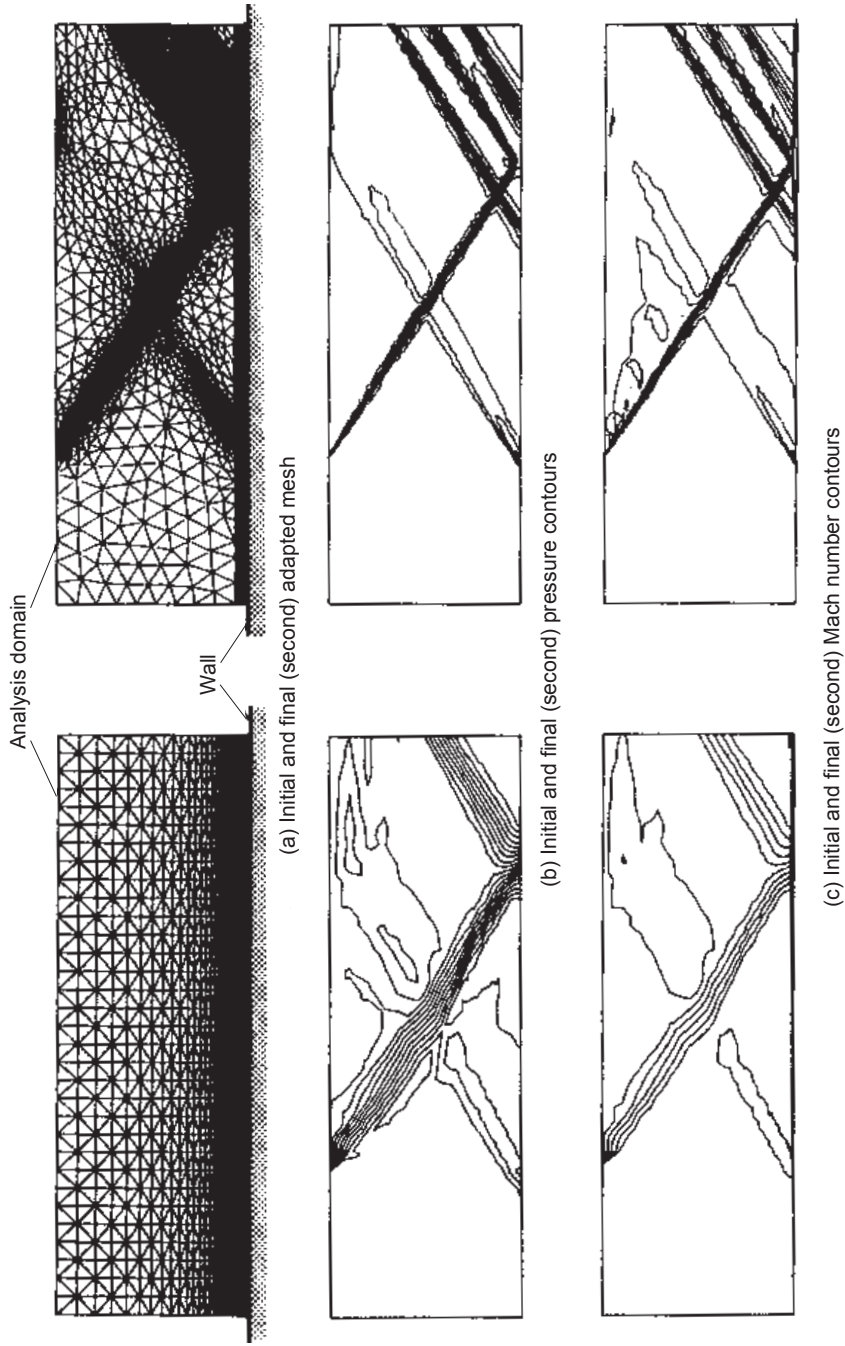 Analysis domain
Wall
(a) Initial and final (second) adapted mesh
(b) Initial and final (second) pressure contours
(c) Initial and final (second) Mach number contours